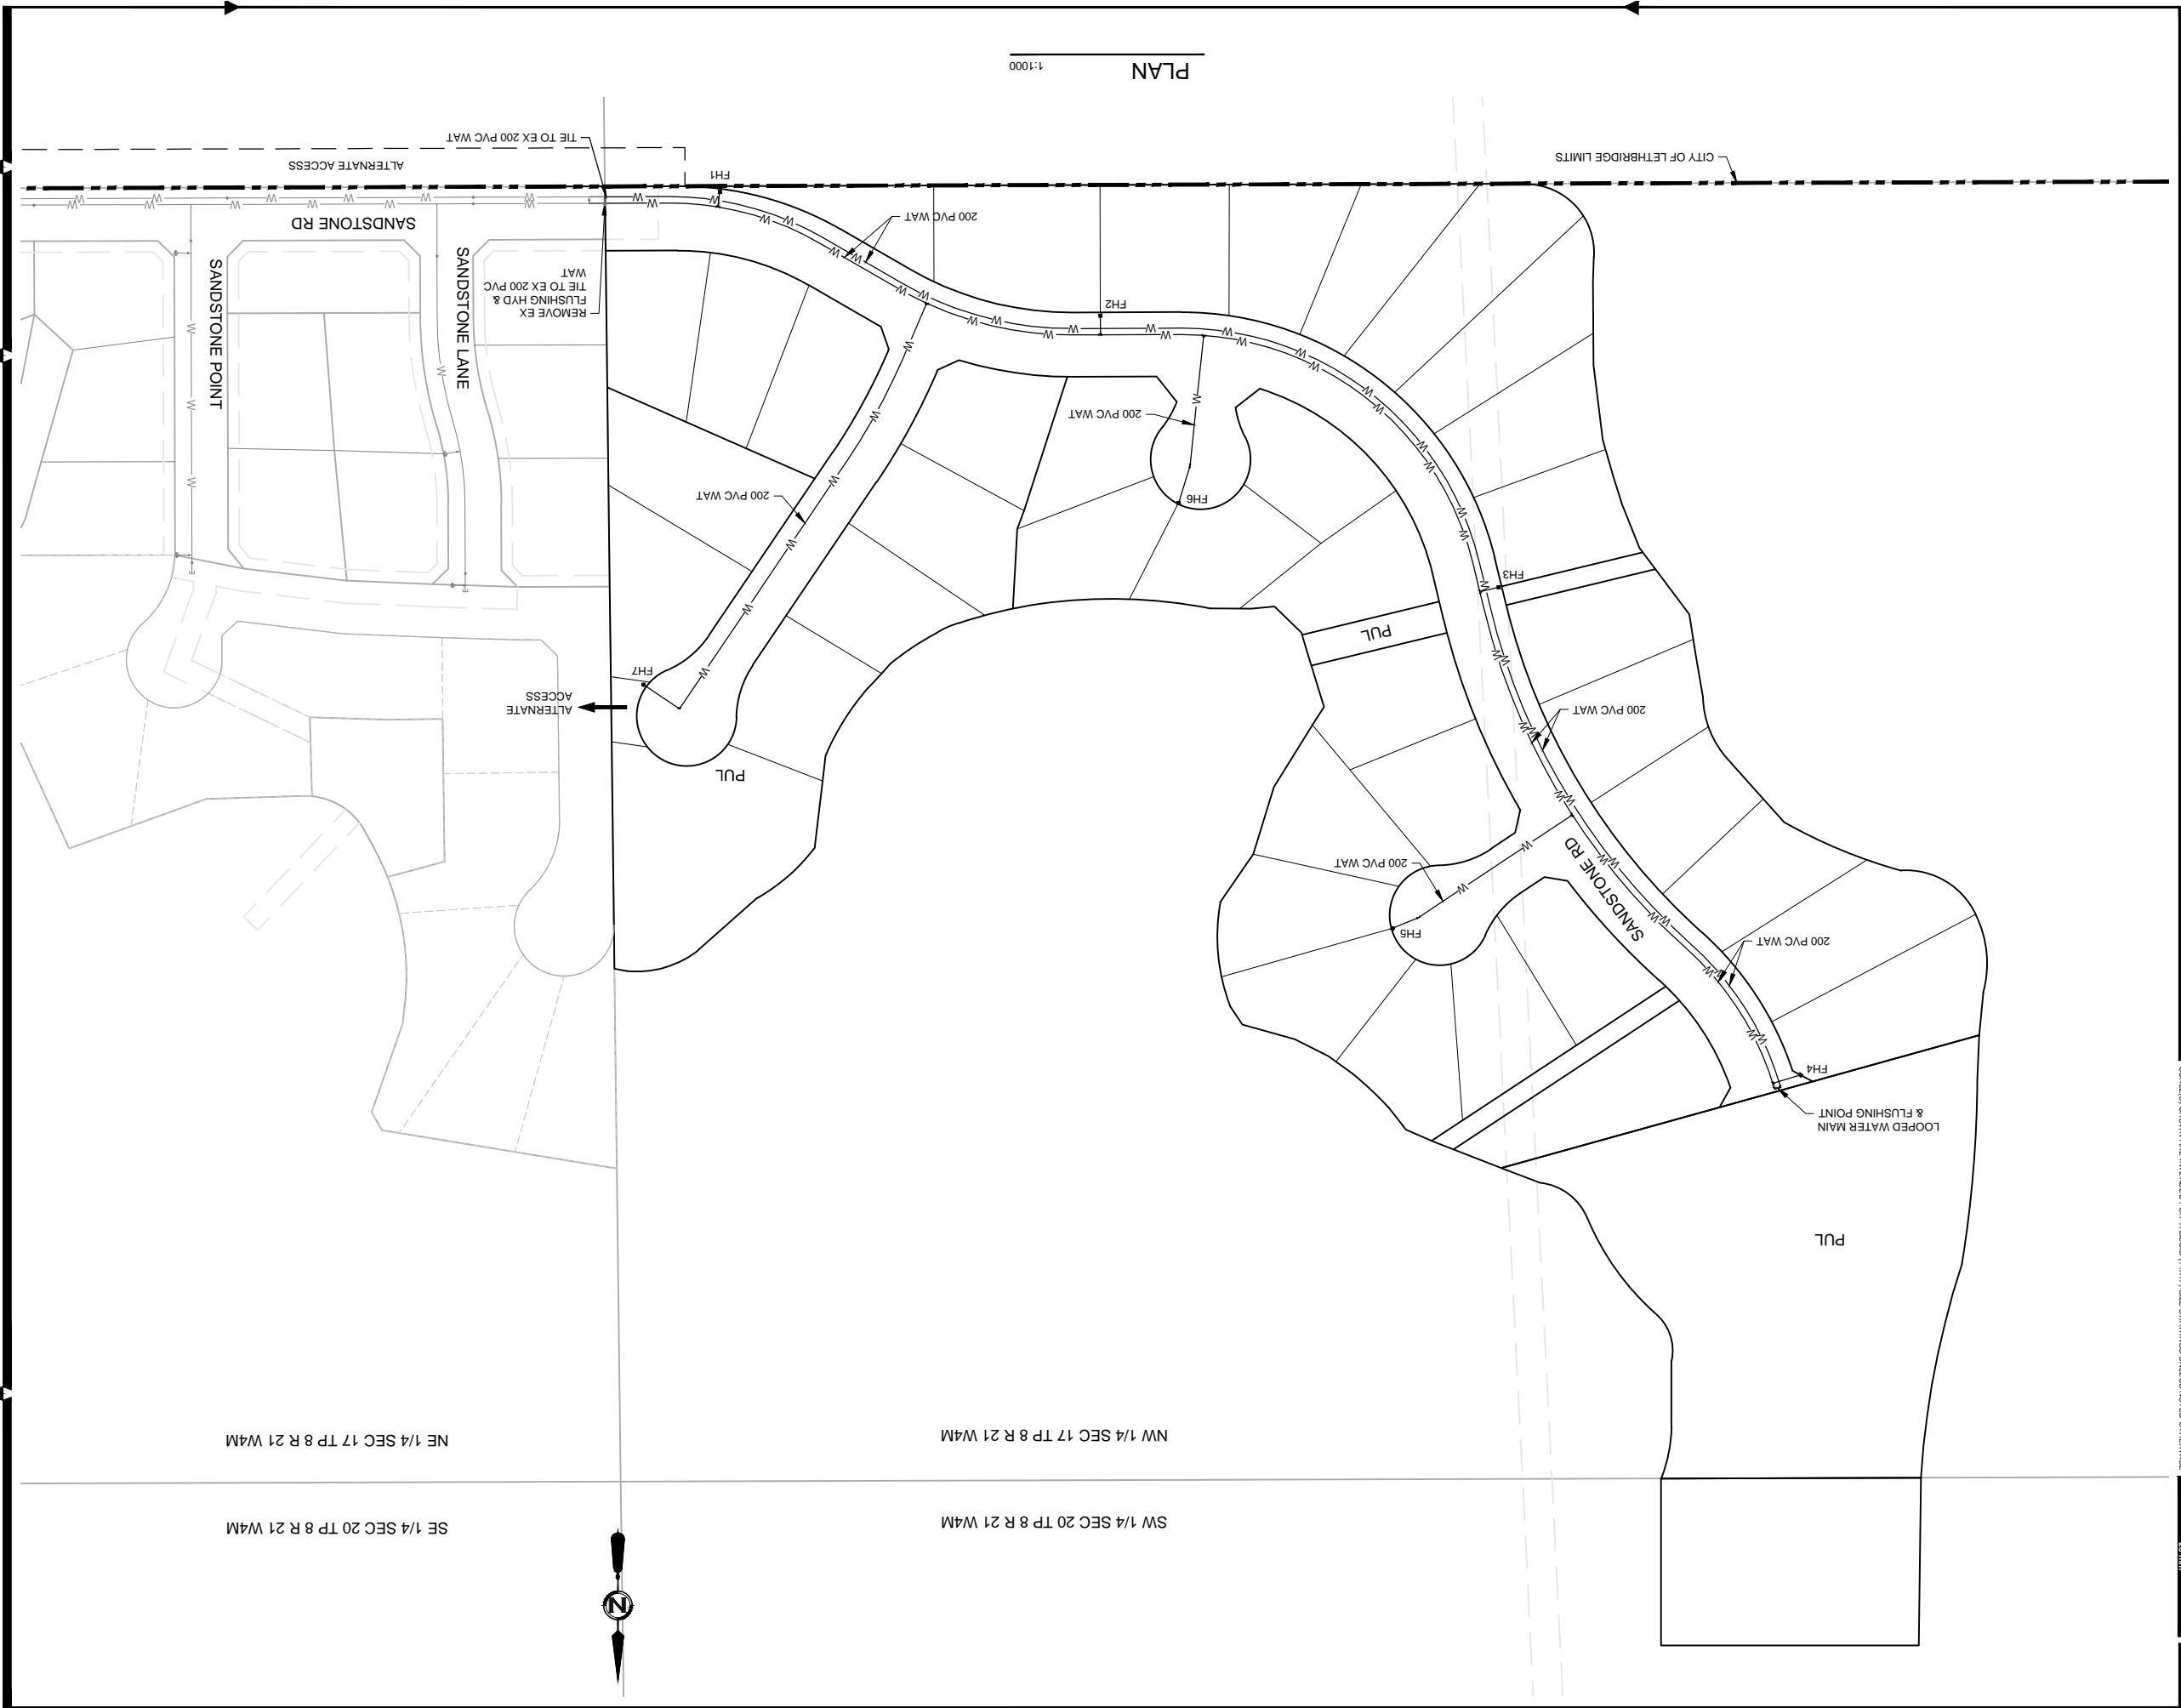 SW 1/4 SEC 20 TP 8 R 21 W4M
SE 1/4 SEC 20 TP 8 R 21 W4M
N
NW 1/4 SEC 17 TP 8 R 21 W4M
NE 1/4 SEC 17 TP 8 R 21 W4M
PUL
LOOPED WATER MAIN
& FLUSHING POINT
FH4
200 PVC WAT
FH5
SANDSTONE RD
200 PVC WAT
PUL
200 PVC WAT
ALTERNATE
ACCESS
FH7
PUL
FH3
FH6
200 PVC WAT
200 PVC WAT
FH2
REMOVE EX
FLUSHING HYD &
TIE TO EX 200 PVC
WAT
SANDSTONE LANE
SANDSTONE POINT
200 PVC WAT
SANDSTONE RD
FH1
ALTERNATE ACCESS
CITY OF LETHBRIDGE LIMITS
TIE TO EX 200 PVC WAT
PLAN
1:1000